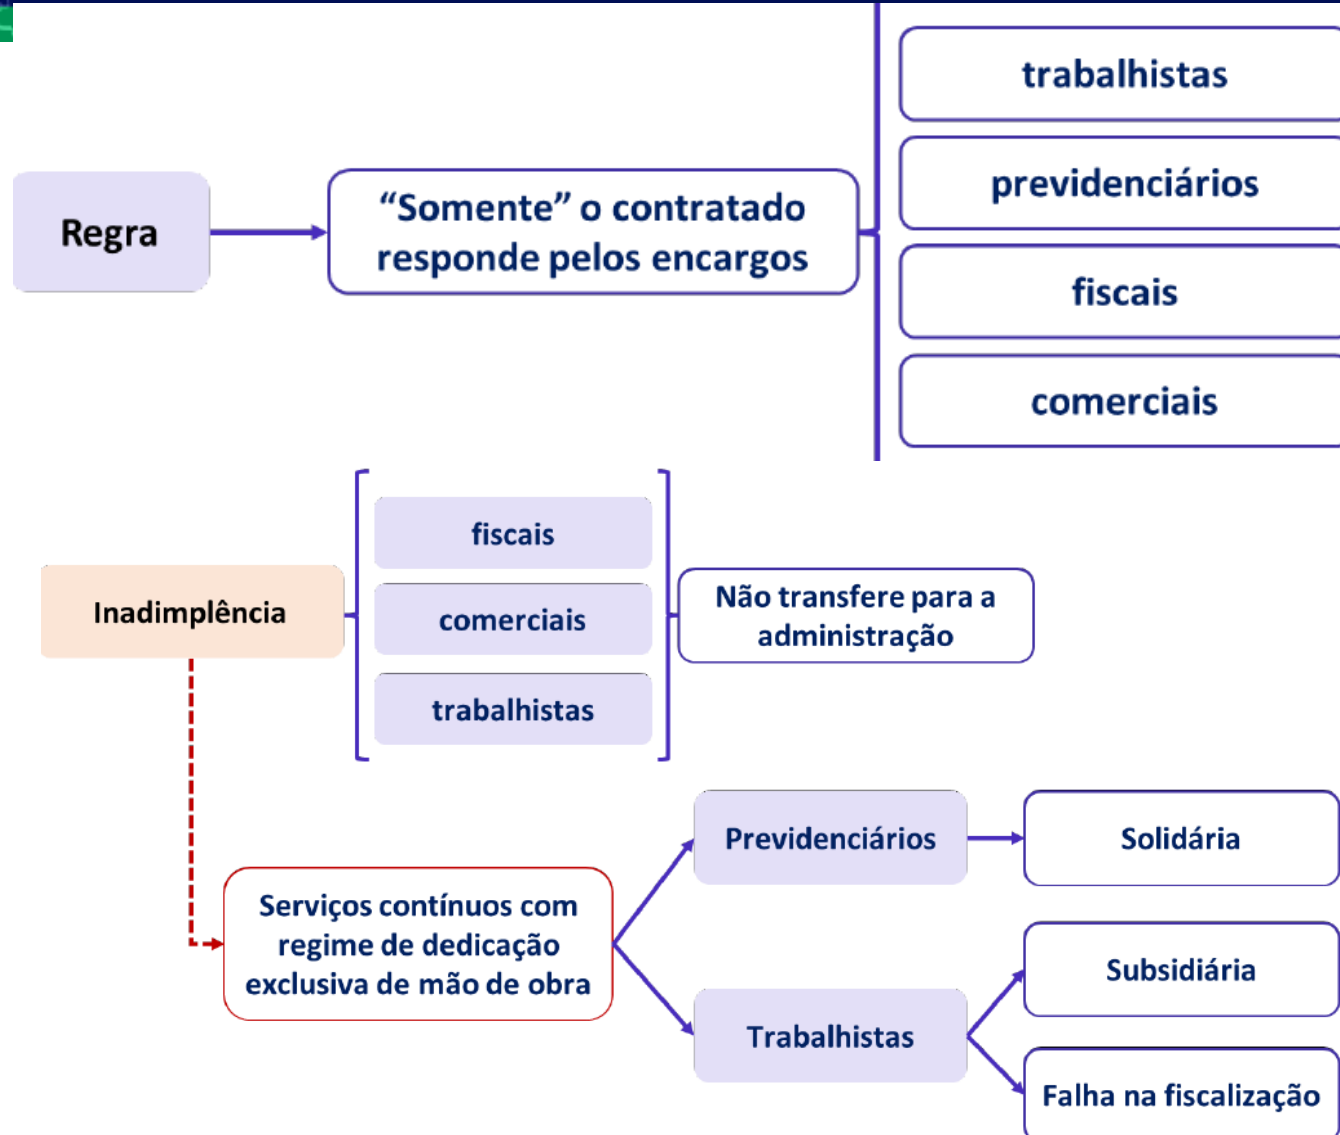 trabalhistas
previdenciários
Regra
“Somente” o contratado
responde pelos encargos
fiscais
comerciais
fiscais
Inadimplência
comerciais
Não transfere para a
administração
trabalhistas
Previdenciários
Solidária
Serviços contínuos com
regime de dedicação
exclusiva de mão de obra
Subsidiária
Trabalhistas
Falha na fiscalização